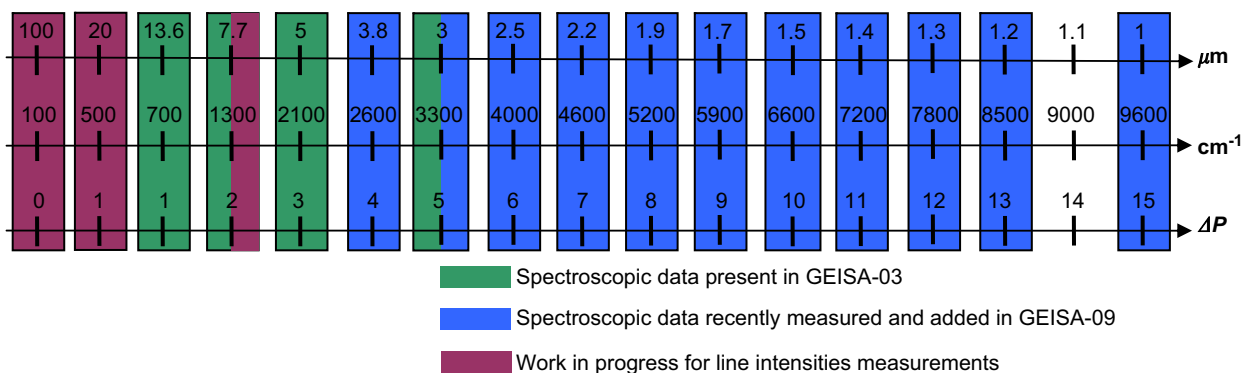 100 20 13.6 7.7 5 3.8 3 2.5 2.2 1.9 1.7 1.5 1.4 1.3 1.2 1.1 1 μm
100 500 700 1300 2100 2600 3300 4000 4600 5200 5900 6600 7200 7800 8500 9000 9600 cm⁻¹
0 1 1 2 3 4 5 6 7 8 9 10 11 12 13 14 15 ΔP
Spectroscopic data present in GEISA-03
Spectroscopic data recently measured and added in GEISA-09
Work in progress for line intensities measurements